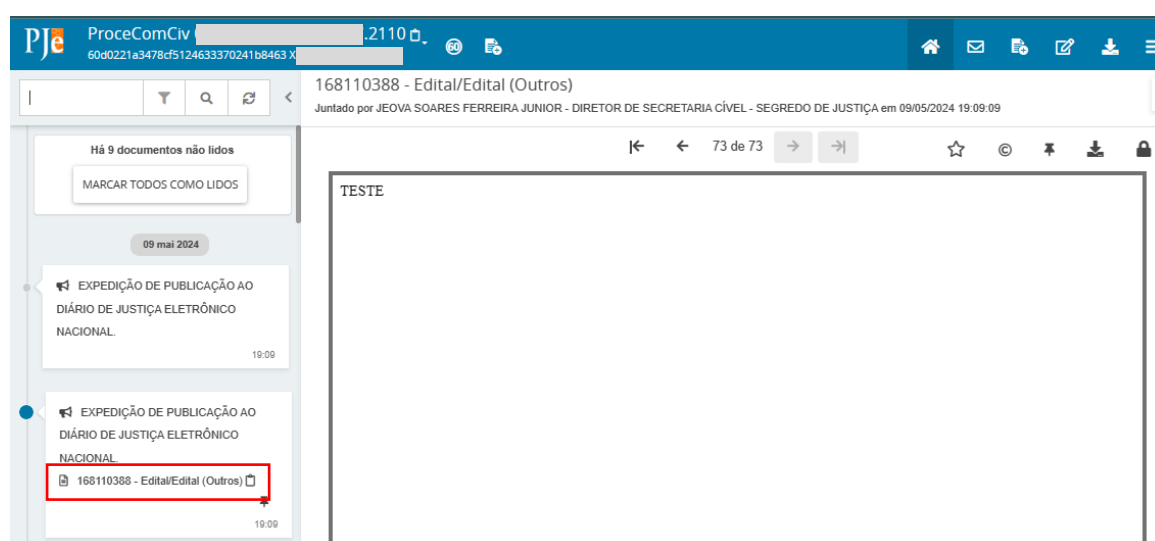 PJe
ProceComCiv (                .2110
60d0221a3478cf5124633370241b8463 X
60
168110388 - Edital/Edital (Outros)
Juntado por JEOVA SOARES FERREIRA JUNIOR - DIRETOR DE SECRETARIA CÍVEL - SEGREDO DE JUSTIÇA em 09/05/2024 19:09:09
73 de 73
Há 9 documentos não lidos
MARCAR TODOS COMO LIDOS
TESTE
09 mai 2024
EXPEDIÇÃO DE PUBLICAÇÃO AO
DIÁRIO DE JUSTIÇA ELETRÔNICO
NACIONAL.
19:09
EXPEDIÇÃO DE PUBLICAÇÃO AO
DIÁRIO DE JUSTIÇA ELETRÔNICO
NACIONAL.
168110388 - Edital/Edital (Outros)
19:09